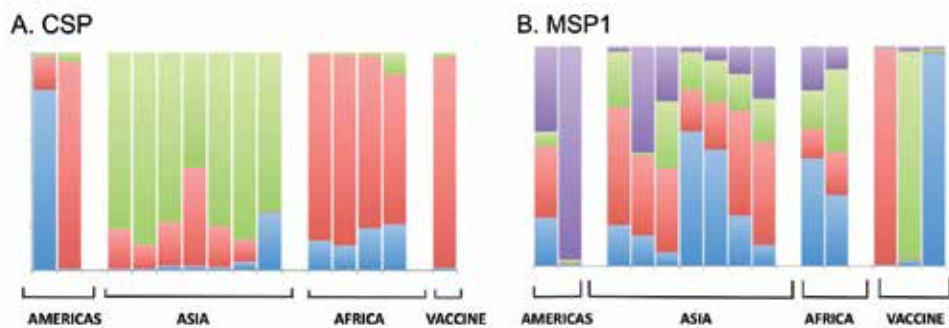 A. CSP
B. MSP1
AMERICAS ASIA AFRICA VACCINE
AMERICAS ASIA AFRICA VACCINE